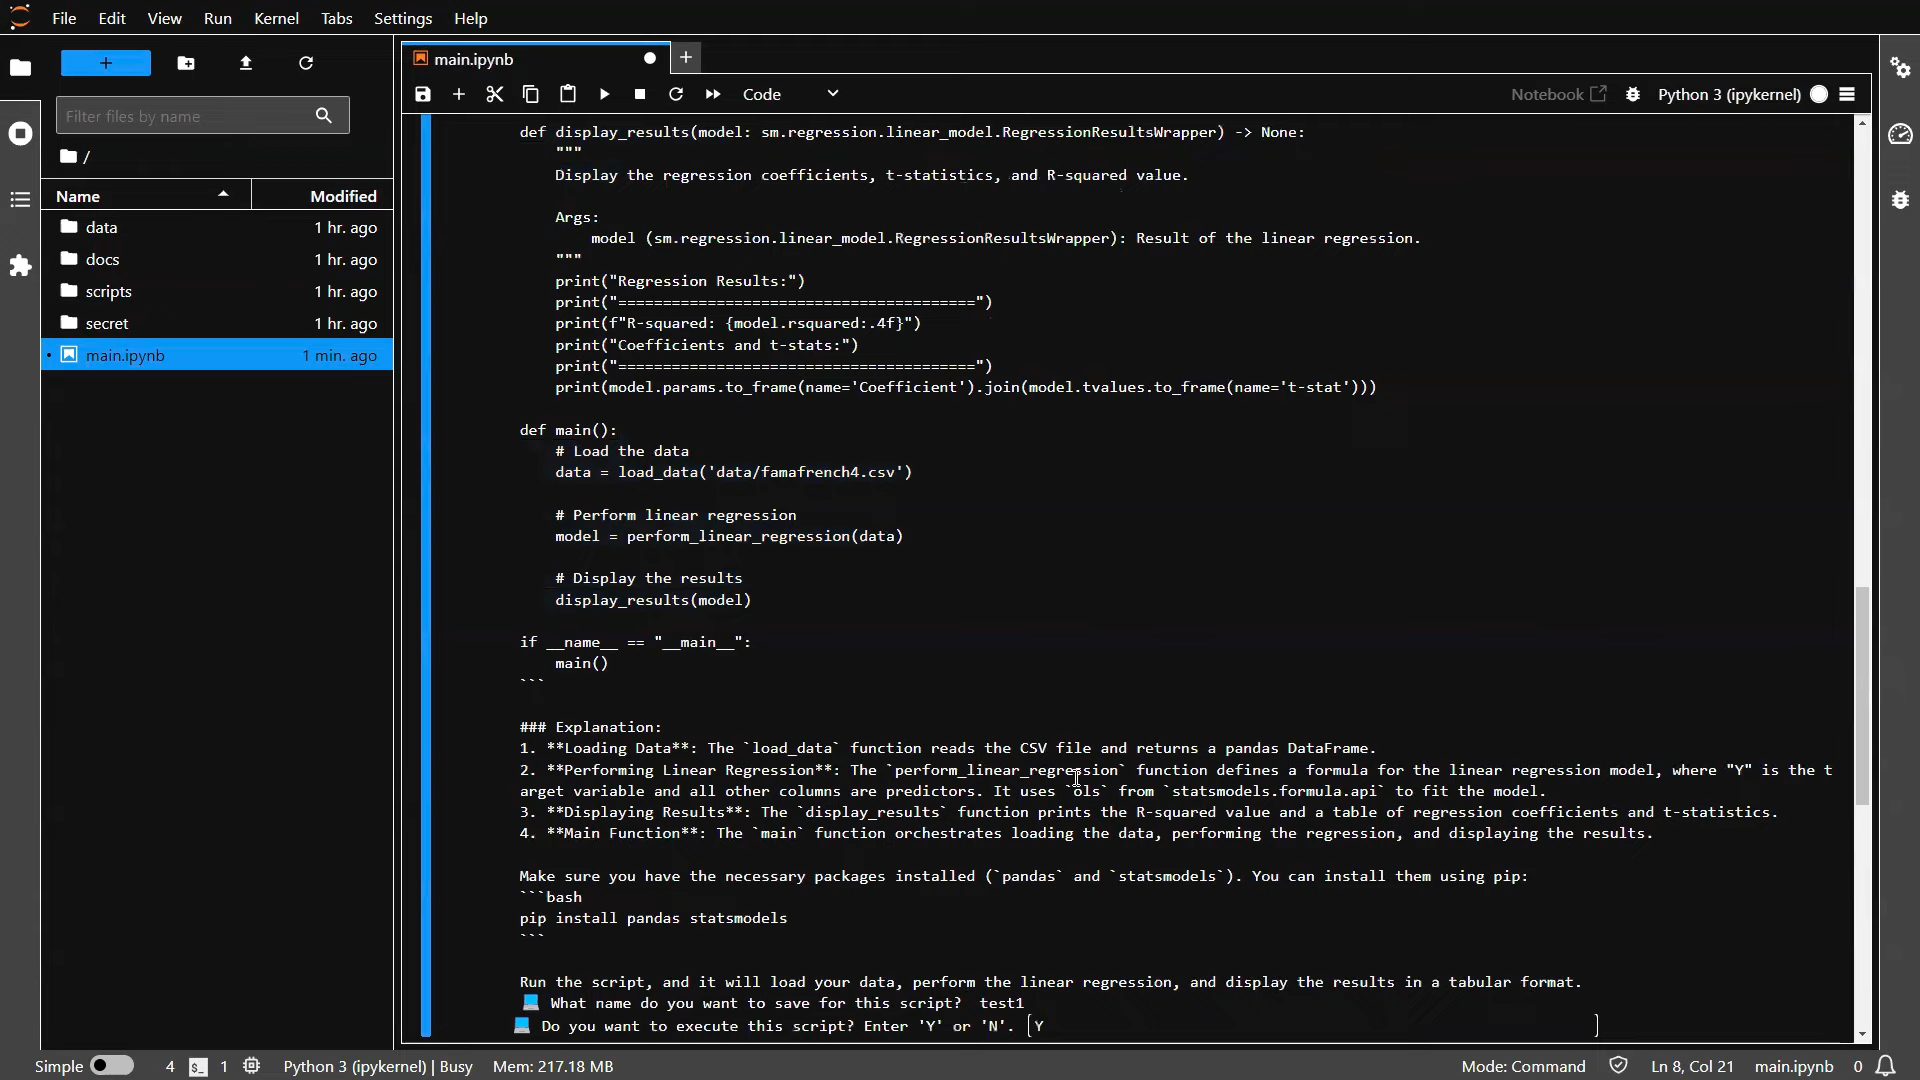 File Edit View Run Kernel Tabs Settings Help
main.ipynb
+
Filter files by name
Code
Notebook
Python 3 (ipykernel)
/
Name Modified
data 1 hr. ago
docs 1 hr. ago
scripts 1 hr. ago
secret 1 hr. ago
main.ipynb 1 min. ago
def display_results(model: sm.regression.linear_model.RegressionResultsWrapper) -> None:
"""
Display the regression coefficients, t-statistics, and R-squared value.
Args:
model (sm.regression.linear_model.RegressionResultsWrapper): Result of the linear regression.
"""
print("Regression Results:")
print("========================================")
print(f"R-squared: {model.rsquared:.4f}")
print("Coefficients and t-stats:")
print("========================================")
print(model.params.to_frame(name='Coefficient').join(model.tvalues.to_frame(name='t-stat')))
def main():
# Load the data
data = load_data('data/famafrench4.csv')
# Perform linear regression
model = perform_linear_regression(data)
# Display the results
display_results(model)
if __name__ == "__main__":
main()
```
### Explanation:
1. **Loading Data**: The `load_data` function reads the CSV file and returns a pandas DataFrame.
2. **Performing Linear Regression**: The `perform_linear_regression` function defines a formula for the linear regression model, where "Y" is the t
arget variable and all other columns are predictors. It uses `ols` from `statsmodels.formula.api` to fit the model.
3. **Displaying Results**: The `display_results` function prints the R-squared value and a table of regression coefficients and t-statistics.
4. **Main Function**: The `main` function orchestrates loading the data, performing the regression, and displaying the results.
Make sure you have the necessary packages installed (`pandas` and `statsmodels`). You can install them using pip:
```bash
pip install pandas statsmodels
```
Run the script, and it will load your data, perform the linear regression, and display the results in a tabular format.
What name do you want to save for this script? test1
Do you want to execute this script? Enter 'Y' or 'N'. Y
Simple 4 1 Python 3 (ipykernel) | Busy Mem: 217.18 MB Mode: Command Ln 8, Col 21 main.ipynb 0